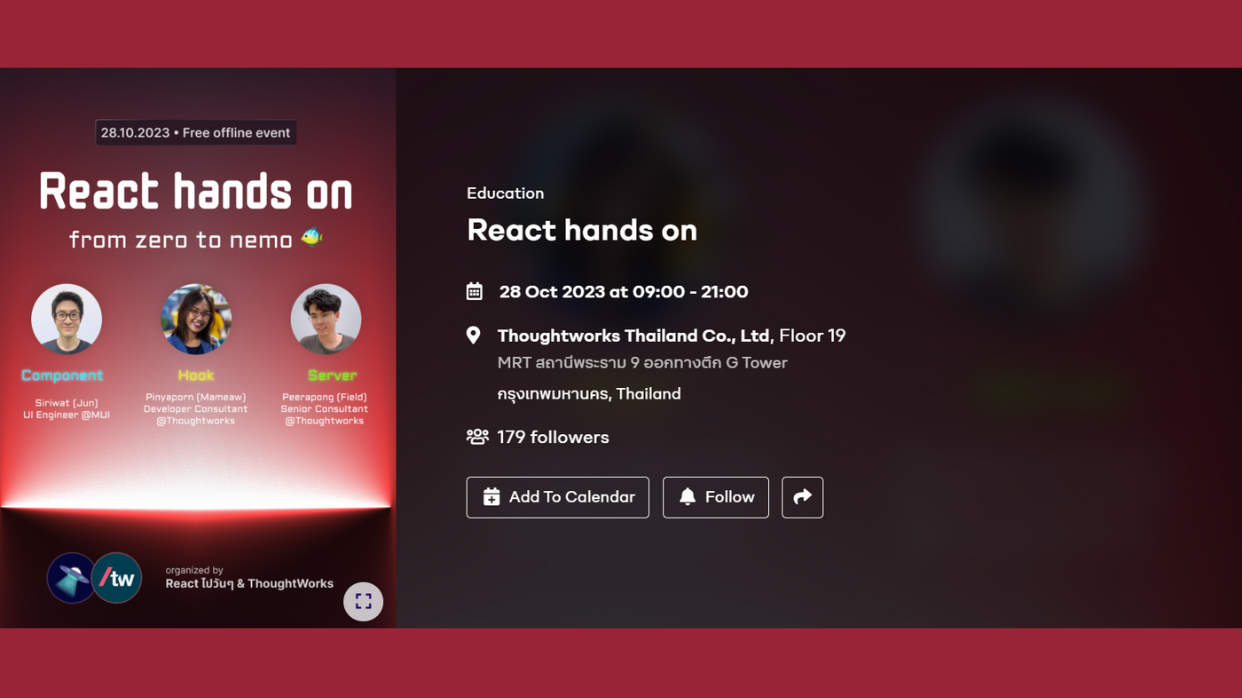 28.10.2023 • Free offline event
React hands on
from zero to nemo
Component
Siriwat (Jun)
UI Engineer @MUI
Hook
Pinyaporn (Mameaw)
Developer Consultant
@Thoughtworks
Server
Peerapong (Field)
Senior Consultant
@Thoughtworks
/tw
organized by
React ไปวันๆ & ThoughtWorks
Education
React hands on
28 Oct 2023 at 09:00 - 21:00
Thoughtworks Thailand Co., Ltd, Floor 19
MRT สถานีพระราม 9 ออกทางตึก G Tower
กรุงเทพมหานคร, Thailand
179 followers
Add To Calendar
Follow